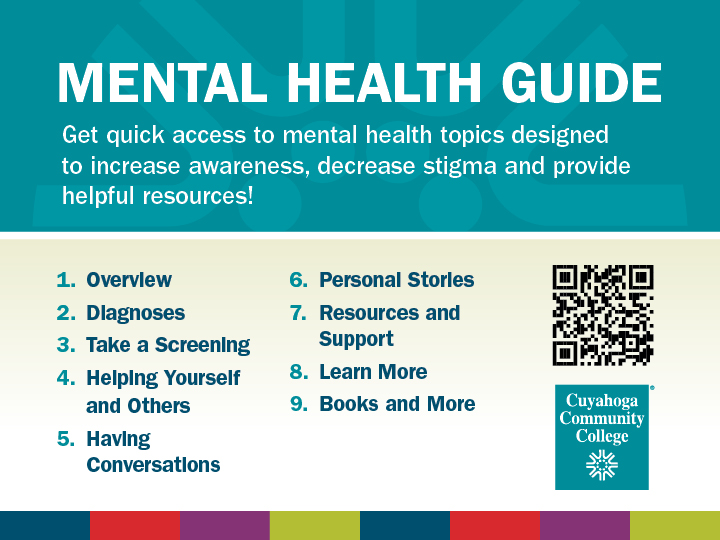 MENTAL HEALTH GUIDE
Get quick access to mental health topics designed
to increase awareness, decrease stigma and provide
helpful resources!
1. Overview
2. Diagnoses
3. Take a Screening
4. Helping Yourself
and Others
5. Having
Conversations
6. Personal Stories
7. Resources and
Support
8. Learn More
9. Books and More
Cuyahoga
Community
College
®